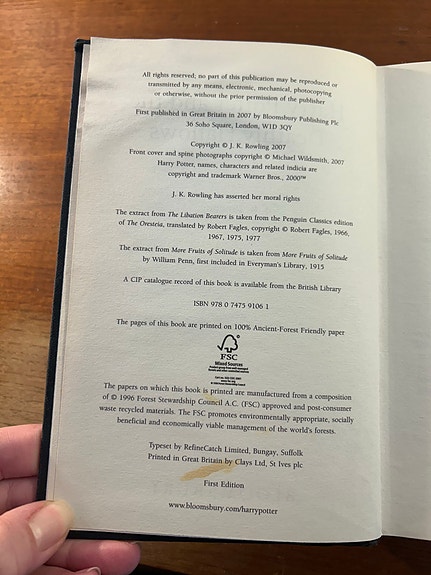 All rights reserved; no part of this publication may be reproduced or
transmitted by any means, electronic, mechanical, photocopying
or otherwise, without the prior permission of the publisher
First published in Great Britain in 2007 by Bloomsbury Publishing Plc
36 Soho Square, London, W1D 3QY
Copyright © J. K. Rowling 2007
Front cover and spine photographs copyright © Michael Wildsmith, 2007
Harry Potter, names, characters and related indicia are
copyright and trademark Warner Bros., 2000™
J. K. Rowling has asserted her moral rights
The extract from The Libation Bearers is taken from the Penguin Classics edition
of The Oresteia, translated by Robert Fagles, copyright © Robert Fagles, 1966,
1967, 1975, 1977
The extract from More Fruits of Solitude is taken from More Fruits of Solitude
by William Penn, first included in Everyman's Library, 1915
A CIP catalogue record of this book is available from the British Library
ISBN 978 0 7475 9106 1
The pages of this book are printed on 100% Ancient-Forest Friendly paper
FSC
Mixed Sources
The papers on which this book is printed are manufactured from a composition
of © 1996 Forest Stewardship Council A.C. (FSC) approved and post-consumer
waste recycled materials. The FSC promotes environmentally appropriate, socially
beneficial and economically viable management of the world's forests.
Typeset by RefineCatch Limited, Bungay, Suffolk
Printed in Great Britain by Clays Ltd, St Ives plc
First Edition
www.bloomsbury.com/harrypotter